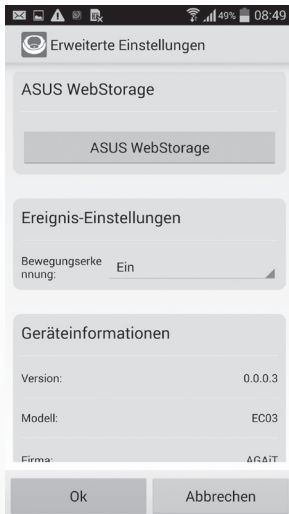 49% 08:49
Erweiterte Einstellungen
ASUS WebStorage
ASUS WebStorage
Ereignis-Einstellungen
Bewegungserke
nnung:
Ein
Geräteinformationen
Version: 0.0.0.3
Modell: EC03
Firma: AGAiT
Ok Abbrechen